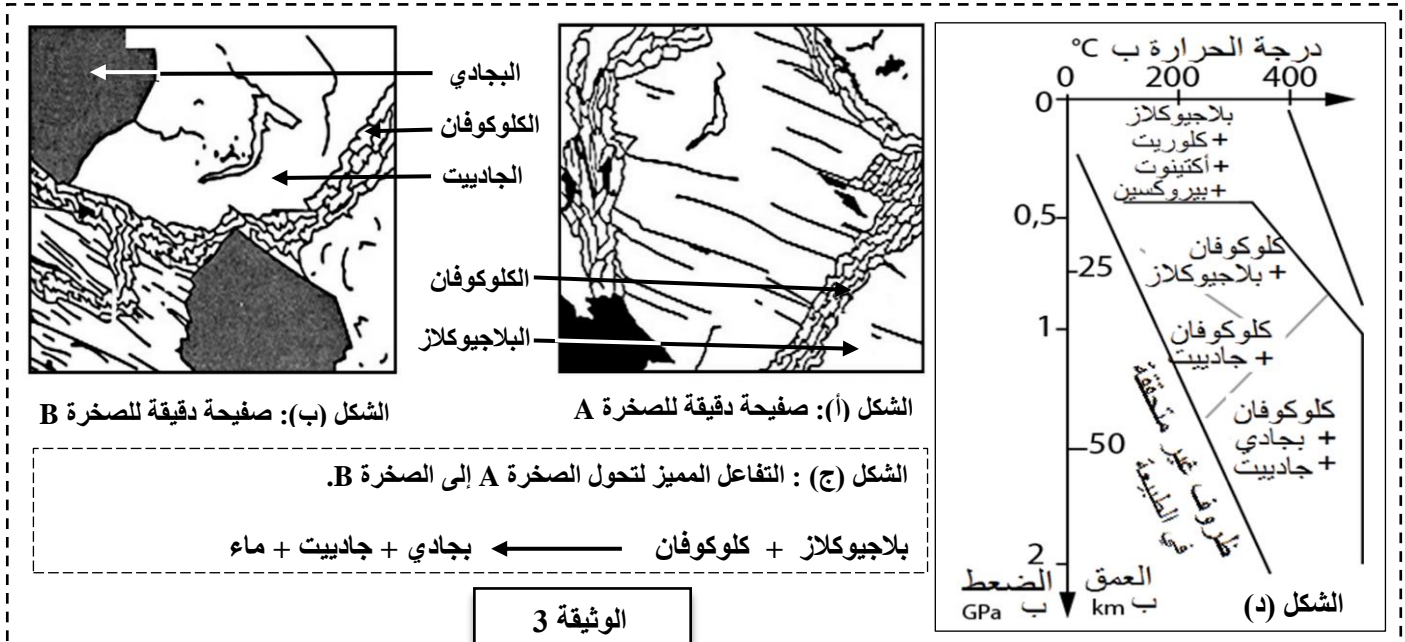 البجادي
الكلوكوفان
الجادييت
الكلوكوفان
البلاجيوكلاز
الشكل (أ): صفيحة دقيقة للصخرة A
الشكل (ب): صفيحة دقيقة للصخرة B
الشكل (ج) : التفاعل المميز لتحول الصخرة A إلى الصخرة B.
بلاجيوكلاز + كلوكوفان ← بجادي + جادييت + ماء
الوثيقة 3
درجة الحرارة ب °C
0 200 400
0
بلاجيوكلاز
+ كلوريت
+ أكتينوت
+ بيروكسين
0,5
كلوكوفان
+ بلاجيوكلاز
25
1
كلوكوفان
+ جادييت
كلوكوفان
+ بجادي
+ جادييت
50
ظروف غير متحققة
في الطبيعة
2
الضغط ب GPa
العمق ب km
الشكل (د)